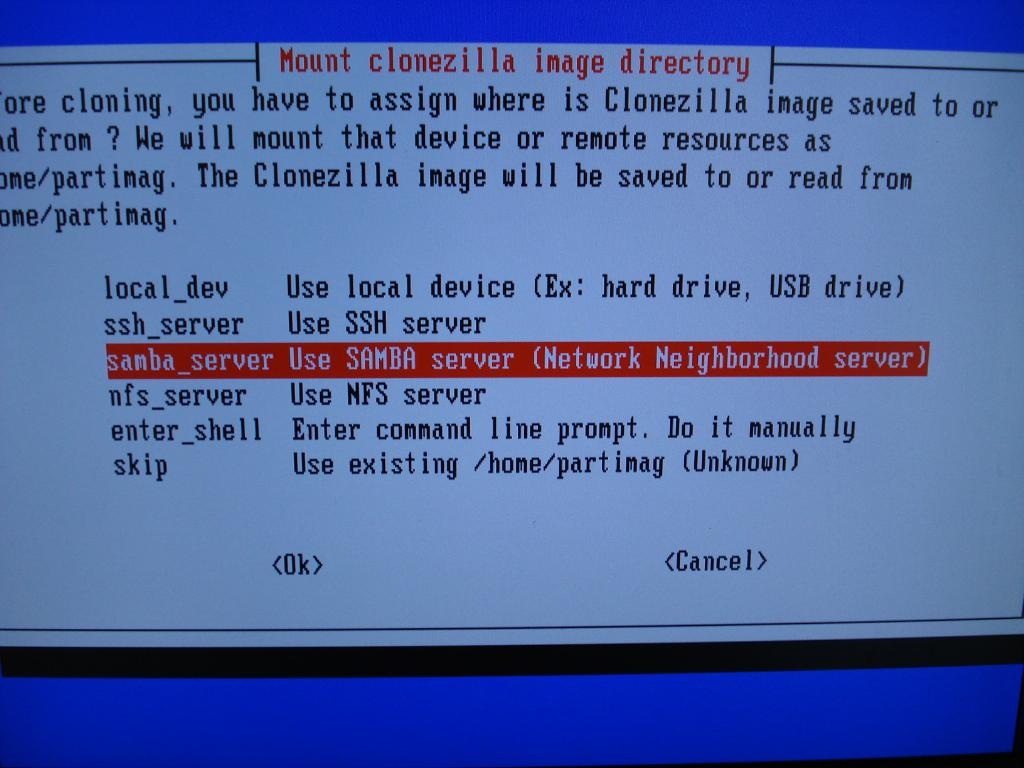 Mount clonezilla image directory
fore cloning, you have to assign where is Clonezilla image saved to or
ad from ? We will mount that device or remote resources as
ome/partimag. The Clonezilla image will be saved to or read from
ome/partimag.
local_dev Use local device (Ex: hard drive, USB drive)
ssh_server Use SSH server
samba_server Use SAMBA server (Network Neighborhood server)
nfs_server Use NFS server
enter_shell Enter command line prompt. Do it manually
skip Use existing /home/partimag (Unknown)
<Ok> <Cancel>